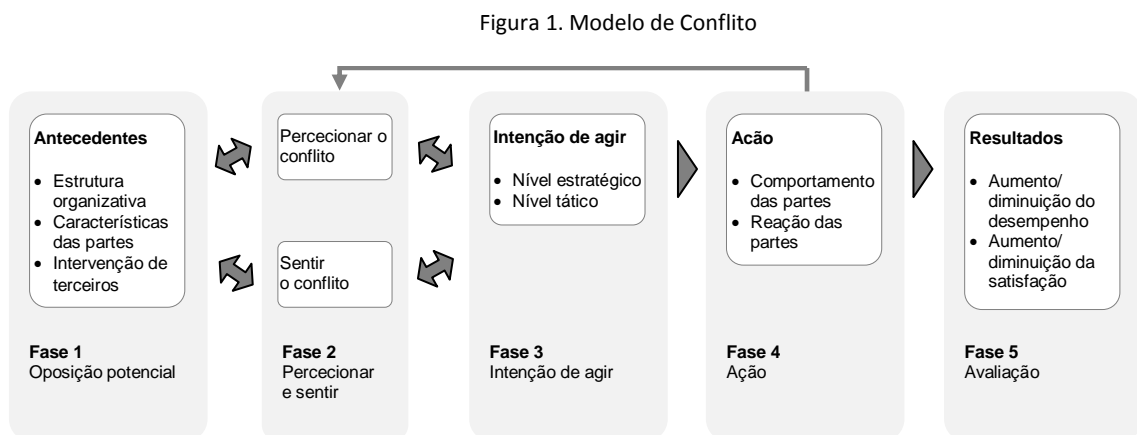 Figura 1. Modelo de Conflito
Antecedentes
• Estrutura
organizativa
• Características
das partes
• Intervenção de
terceiros
Fase 1
Oposição potencial
Percecionar o
conflito
Sentir
o conflito
Fase 2
Percecionar
e sentir
Intenção de agir
• Nível estratégico
• Nível tático
Fase 3
Intenção de agir
Acão
• Comportamento
das partes
• Reação das
partes
Fase 4
Ação
Resultados
• Aumento/
diminuição do
desempenho
• Aumento/
diminuição da
satisfação
Fase 5
Avaliação